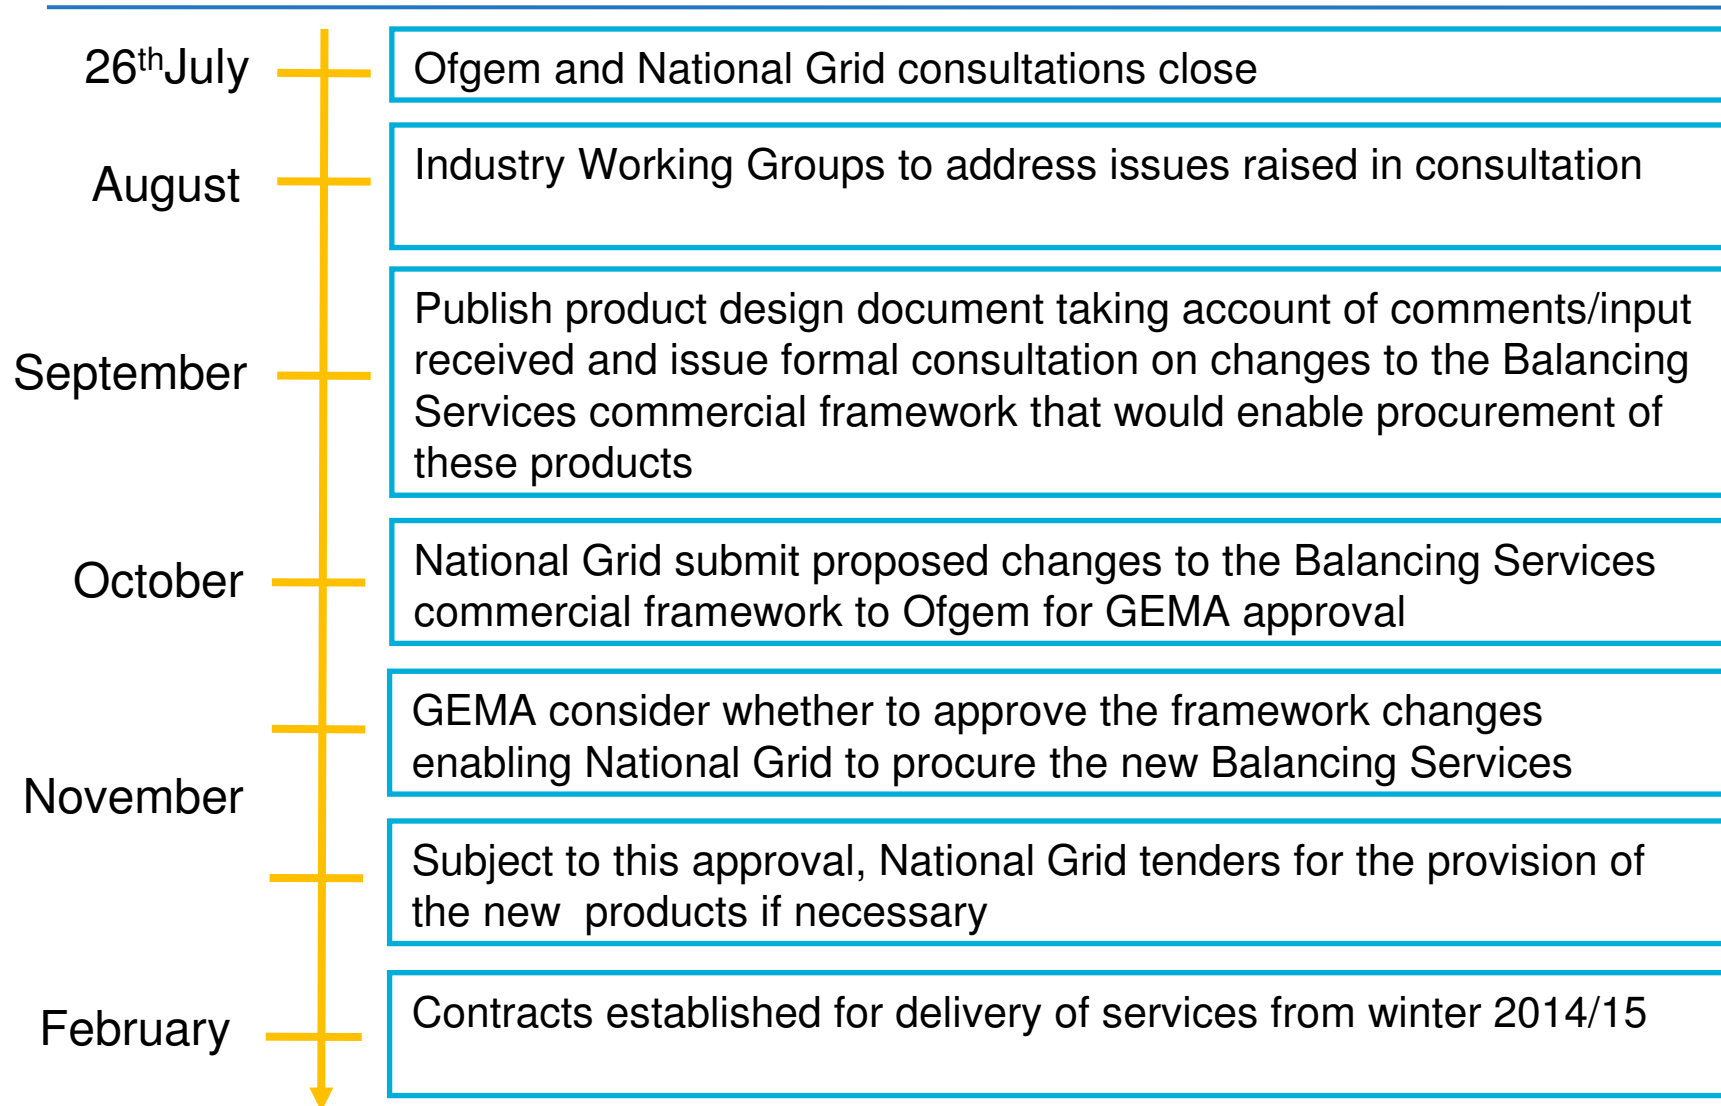 26thJuly
Ofgem and National Grid consultations close
August
Industry Working Groups to address issues raised in consultation
September
Publish product design document taking account of comments/input
received and issue formal consultation on changes to the Balancing
Services commercial framework that would enable procurement of
these products
October
National Grid submit proposed changes to the Balancing Services
commercial framework to Ofgem for GEMA approval
November
GEMA consider whether to approve the framework changes
enabling National Grid to procure the new Balancing Services
Subject to this approval, National Grid tenders for the provision of
the new  products if necessary
February
Contracts established for delivery of services from winter 2014/15